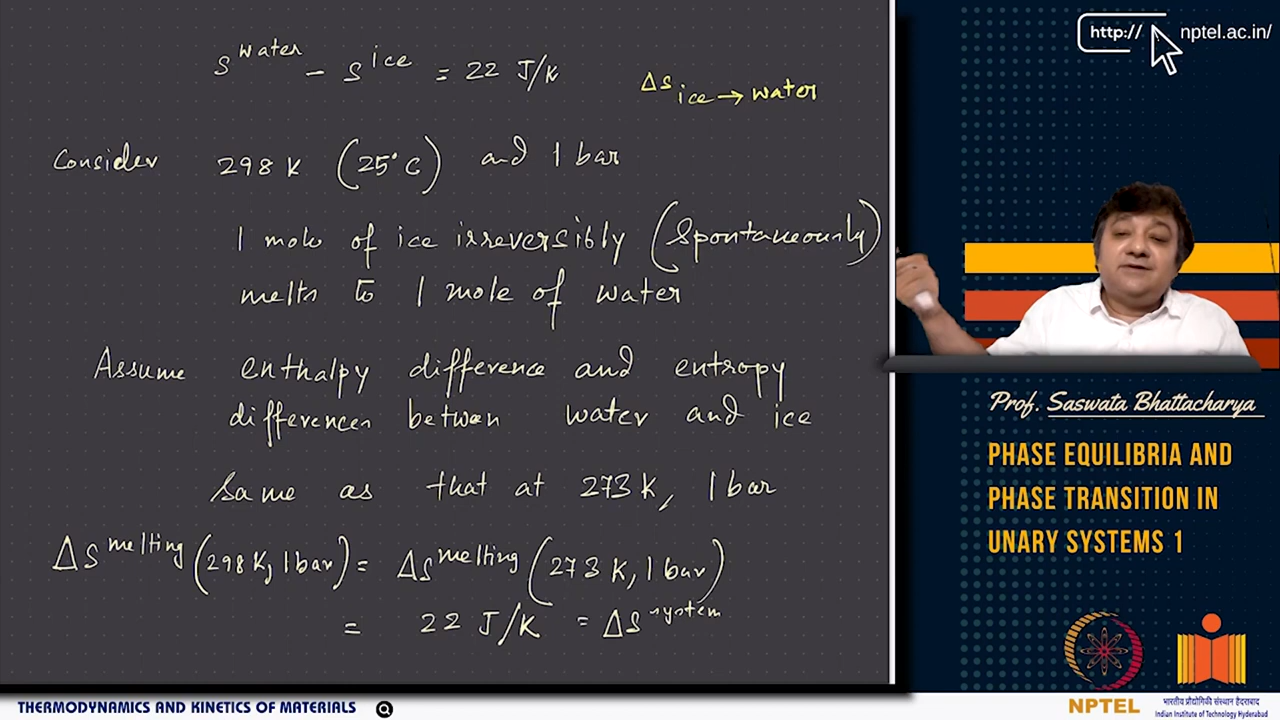 S^water - S^ice = 22 J/K
ΔS ice → water
Consider 298 K (25°C) and 1 bar
1 mole of ice irreversibly (spontaneously)
melts to 1 mole of water
Assume enthalpy difference and entropy
differences between water and ice
same as that at 273 K, 1 bar
ΔS^melting (298 K, 1 bar) = ΔS^melting (273 K, 1 bar)
= 22 J/K = ΔS^system
http:// nptel.ac.in/
Prof. Saswata Bhattacharya
PHASE EQUILIBRIA AND
PHASE TRANSITION IN
UNARY SYSTEMS 1
NPTEL
भारतीय प्रौद्योगिकी संस्थान हैदराबाद
Indian Institute of Technology Hyderabad
THERMODYNAMICS AND KINETICS OF MATERIALS